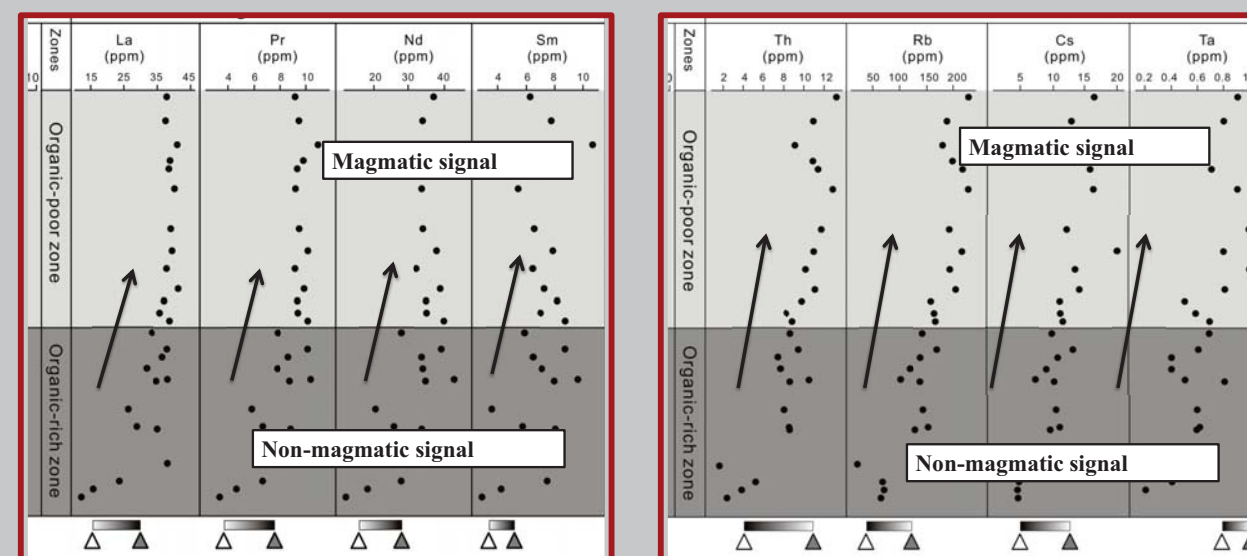 Zones
La
(ppm)
15 25 35 45
Pr
(ppm)
4 6 8 10
Nd
(ppm)
20 30 40
Sm
(ppm)
4 6 8 10
Organic-poor zone
Organic-rich zone
Magmatic signal
Non-magmatic signal
Zones
Th
(ppm)
2 4 6 8 10 12
Rb
(ppm)
50 100 150 200
Cs
(ppm)
5 10 15 20
Ta
(ppm)
0.2 0.4 0.6 0.8
Organic-poor zone
Organic-rich zone
Magmatic signal
Non-magmatic signal